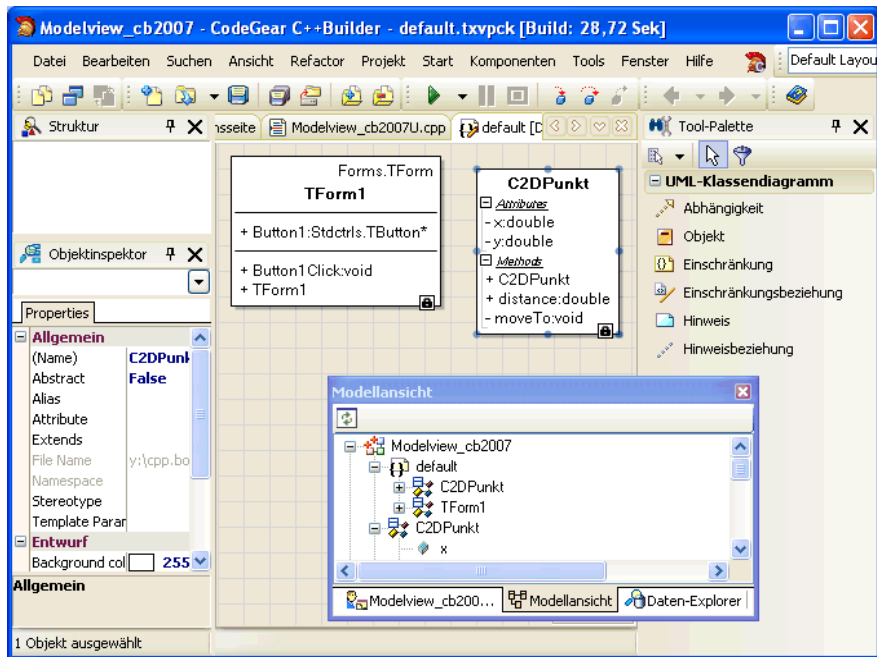 Modelview_cb2007 - CodeGear C++Builder - default.txvpck [Build: 28,72 Sek]
Datei Bearbeiten Suchen Ansicht Refactor Projekt Start Komponenten Tools Fenster Hilfe Default Layou
Struktur
nsseite Modelview_cb2007U.cpp default [D
Tool-Palette
UML-Klassendiagramm
Abhängigkeit
Objekt
Einschränkung
Einschränkungsbeziehung
Hinweis
Hinweisbeziehung
Forms.TForm
TForm1
+ Button1:Stdctrls.TButton*
+ Button1Click:void
+ TForm1
C2DPunkt
Attributes
-x:double
-y:double
Methods
+ C2DPunkt
+ distance:double
- moveTo:void
Objektinspektor
Properties
Allgemein
(Name) C2DPunk
Abstract False
Alias
Attribute
Extends
File Name y:\cpp.bo
Namespace
Stereotype
Template Parar
Entwurf
Background col 255
Allgemein
Modellansicht
Modelview_cb2007
default
C2DPunkt
TForm1
C2DPunkt
x
Modelview_cb200... Modellansicht Daten-Explorer
1 Objekt ausgewählt